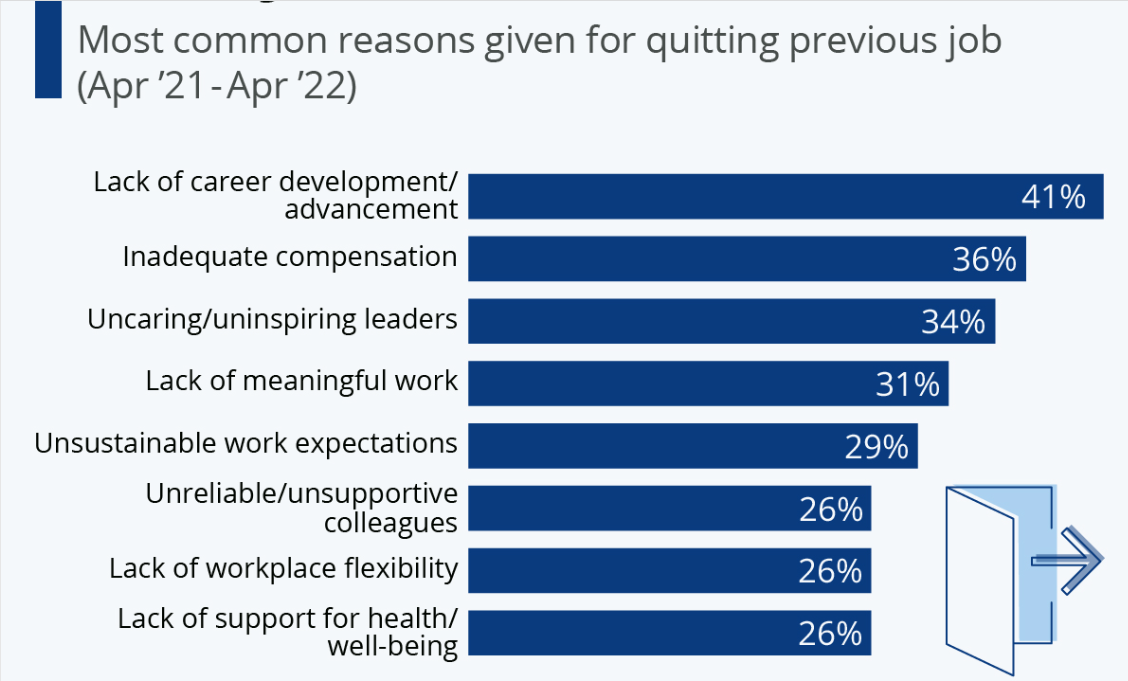 Most common reasons given for quitting previous job
(Apr ’21-Apr ’22)
Lack of career development/
advancement
41%
Inadequate compensation
36%
Uncaring/uninspiring leaders
34%
Lack of meaningful work
31%
Unsustainable work expectations
29%
Unreliable/unsupportive
colleagues
26%
Lack of workplace flexibility
26%
Lack of support for health/
well-being
26%